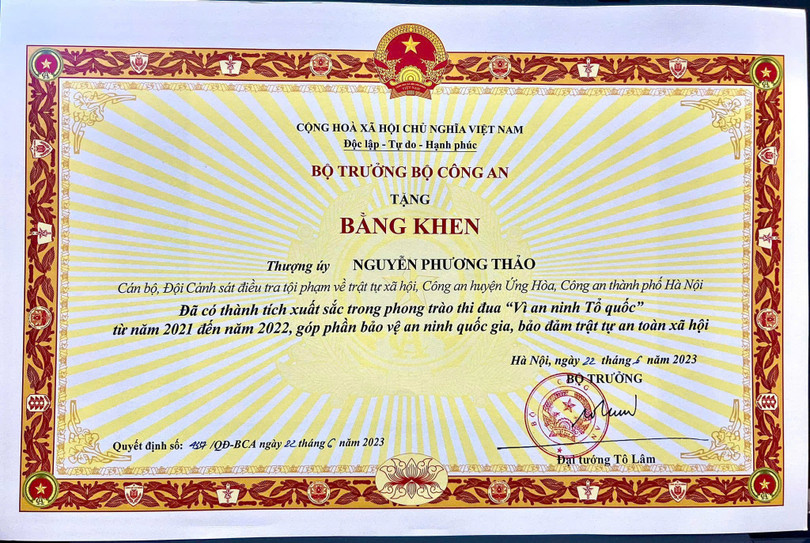 CỘNG HOÀ XÃ HỘI CHỦ NGHĨA VIỆT NAM
Độc lập - Tự do - Hạnh phúc
BỘ TRƯỞNG BỘ CÔNG AN
TẶNG
BẰNG KHEN
Thượng úy NGUYỄN PHƯƠNG THẢO
Cán bộ, Đội Cảnh sát điều tra tội phạm về trật tự xã hội, Công an huyện Ứng Hòa, Công an thành phố Hà Nội
Đã có thành tích xuất sắc trong phong trào thi đua “Vì an ninh Tổ quốc”
từ năm 2021 đến năm 2022, góp phần bảo vệ an ninh quốc gia, bảo đảm trật tự an toàn xã hội
Hà Nội, ngày 22 tháng 6 năm 2023
BỘ TRƯỞNG
Quyết định số: /QĐ-BCA ngày 22 tháng 6 năm 2023
Đại tướng Tô Lâm